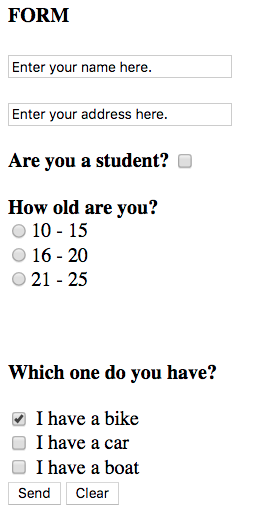 FORM
Enter your name here.
Enter your address here.
Are you a student?
How old are you?
10 - 15
16 - 20
21 - 25
Which one do you have?
I have a bike
I have a car
I have a boat
Send Clear